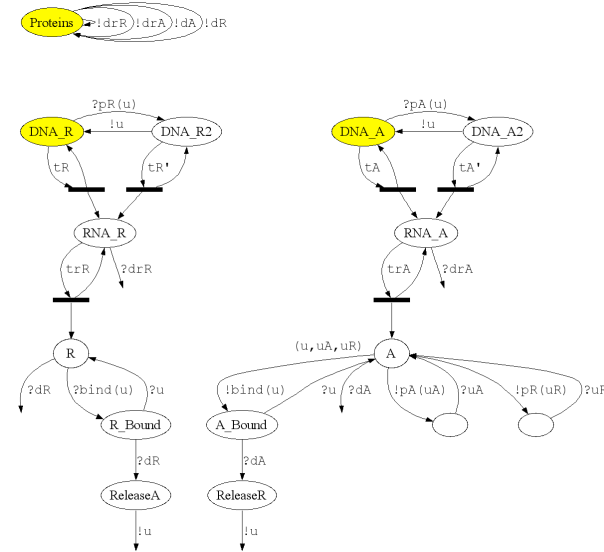 Proteins !drR !drA !dA !dR
?pR(u) ?pA(u)
DNA_R !u DNA_R2 DNA_A !u DNA_A2
tR tR' tA tA'
RNA_R RNA_A
trR ?drR trA ?drA
(u,uA,uR)
R A
?dR ?bind(u) ?u !bind(u) ?u ?dA !pA(uA) ?uA !pR(uR) ?uR
R_Bound A_Bound
?dR ?dA
ReleaseA ReleaseR
!u !u